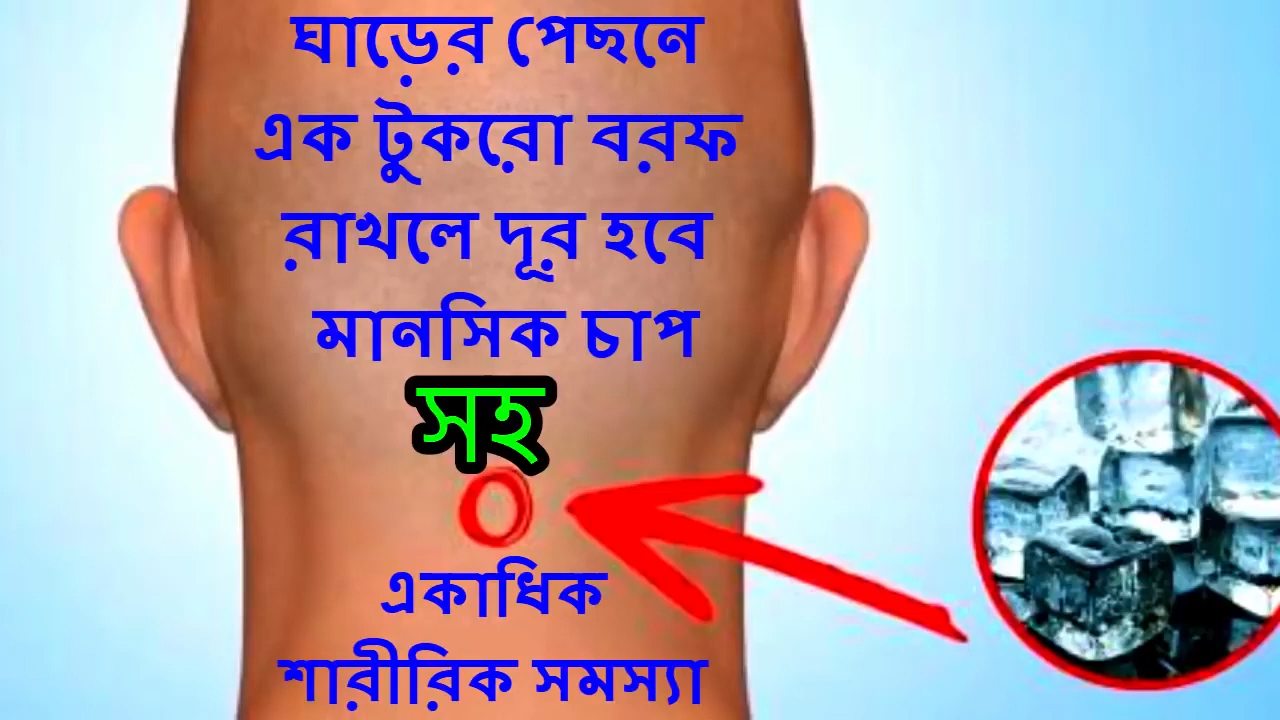 ঘাড়ের পেছনে
এক টুকরো বরফ
রাখলে দূর হবে
মানসিক চাপ
সহ
একাধিক
শারীরিক সমস্যা